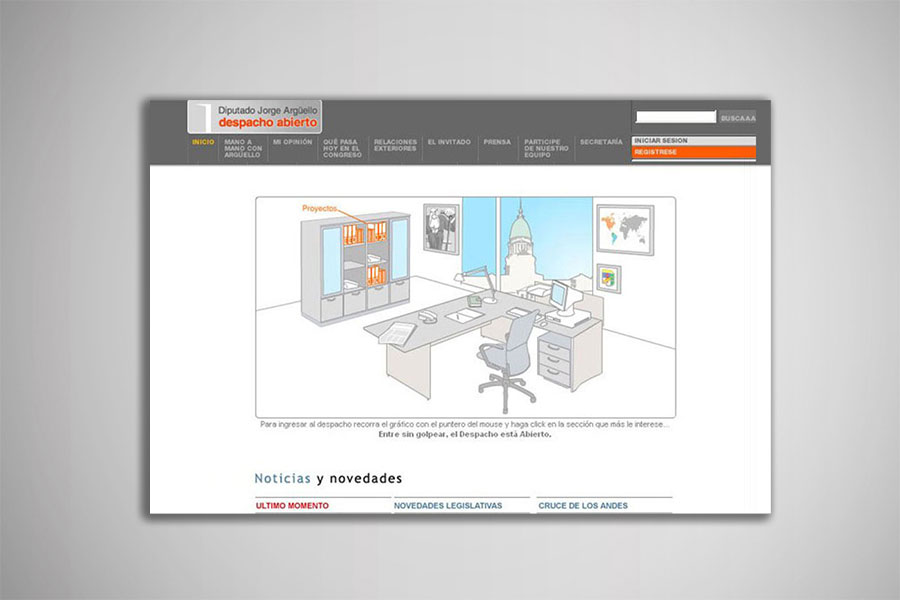 Diputado Jorge Argüello
despacho abierto
BUSCAAA
INICIO
MANO A
MANO CON
ARGÜELLO
MI OPINIÓN
QUÉ PASA
HOY EN EL
CONGRESO
RELACIONES
EXTERIORES
EL INVITADO
PRENSA
PARTICIPE
DE NUESTRO
EQUIPO
SECRETARÍA
INICIAR SESION
REGISTRESE
Proyectos
Para ingresar al despacho recorra el gráfico con el puntero del mouse y haga click en la sección que más le interese...
Entre sin golpear, el Despacho está Abierto.
Noticias y novedades
ULTIMO MOMENTO
NOVEDADES LEGISLATIVAS
CRUCE DE LOS ANDES